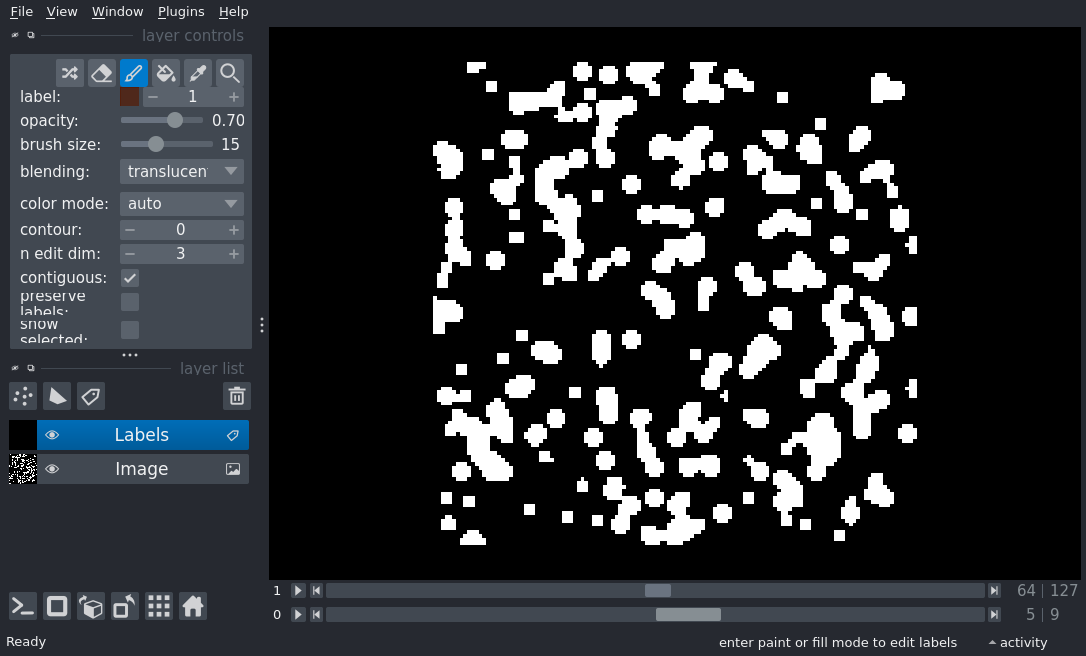 File View Window Plugins Help
layer controls
label: 1
opacity: 0.70
brush size: 15
blending: translucen
color mode: auto
contour: 0
n edit dim: 3
contiguous:
preserve
labels:
show
selected:
layer list
Labels
Image
1 64 127
0 5 9
Ready enter paint or fill mode to edit labels activity